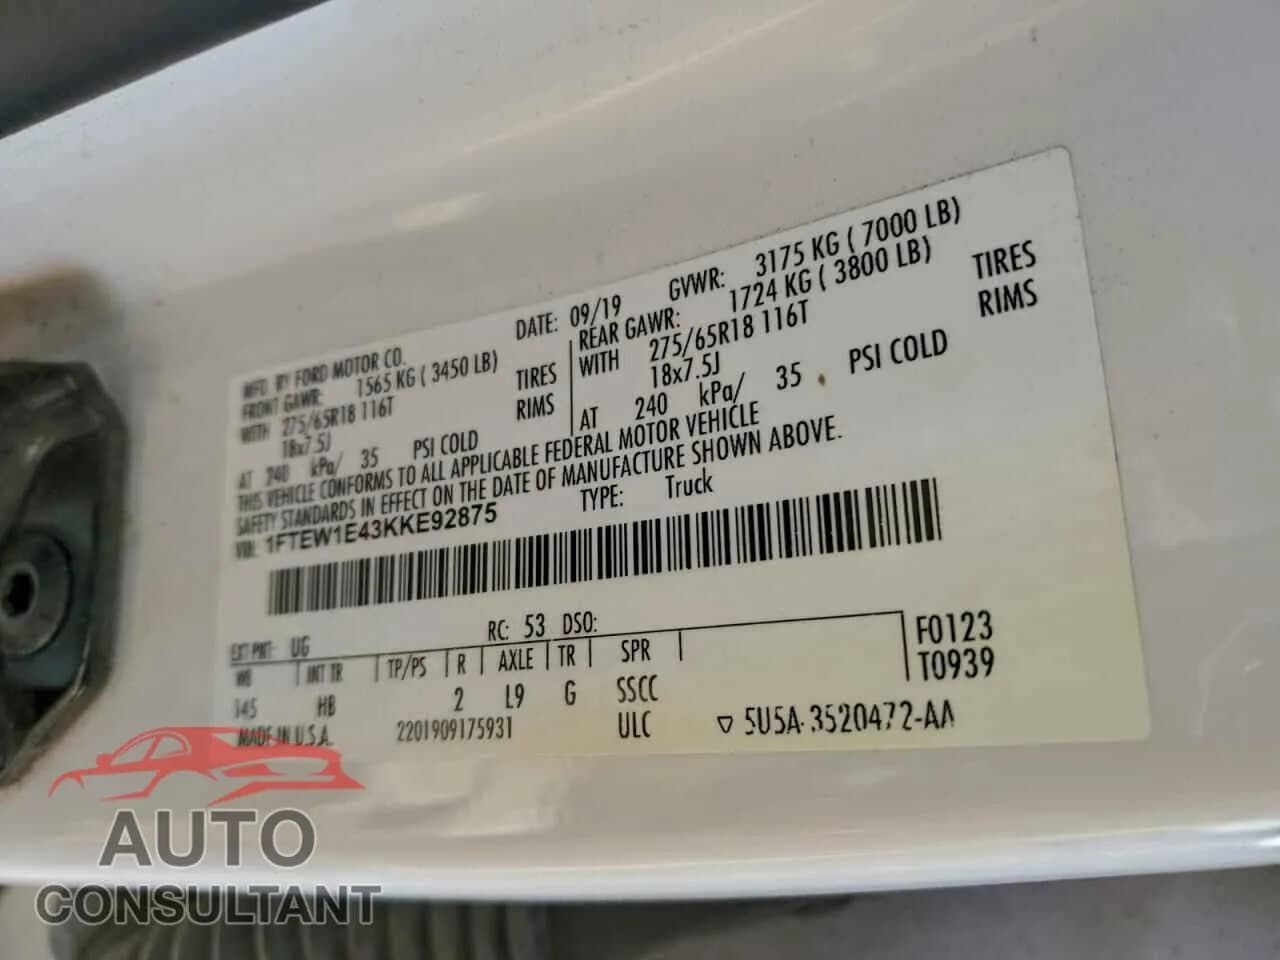 MFD. BY FORD MOTOR CO. DATE: 09/19 GVWR: 3175 KG ( 7000 LB)
FRONT GAWR: 1565 KG ( 3450 LB) REAR GAWR: 1724 KG ( 3800 LB)
WITH 275/65R18 116T TIRES WITH 275/65R18 116T TIRES
18x7.5J RIMS 18x7.5J RIMS
AT 240 kPa/ 35 PSI COLD AT 240 kPa/ 35 PSI COLD
THIS VEHICLE CONFORMS TO ALL APPLICABLE FEDERAL MOTOR VEHICLE
SAFETY STANDARDS IN EFFECT ON THE DATE OF MANUFACTURE SHOWN ABOVE.
VIN: 1FTEW1E43KKE92875 TYPE: Truck
EXT PNT: UG RC: 53 DSO: F0123
WB INT TR TP/PS R AXLE TR SPR T0939
145 HB 2 L9 G SSCC
MADE IN U.S.A. 2201909175931 ULC ▽ 5U5A-3520472-AA
AUTO
CONSULTANT